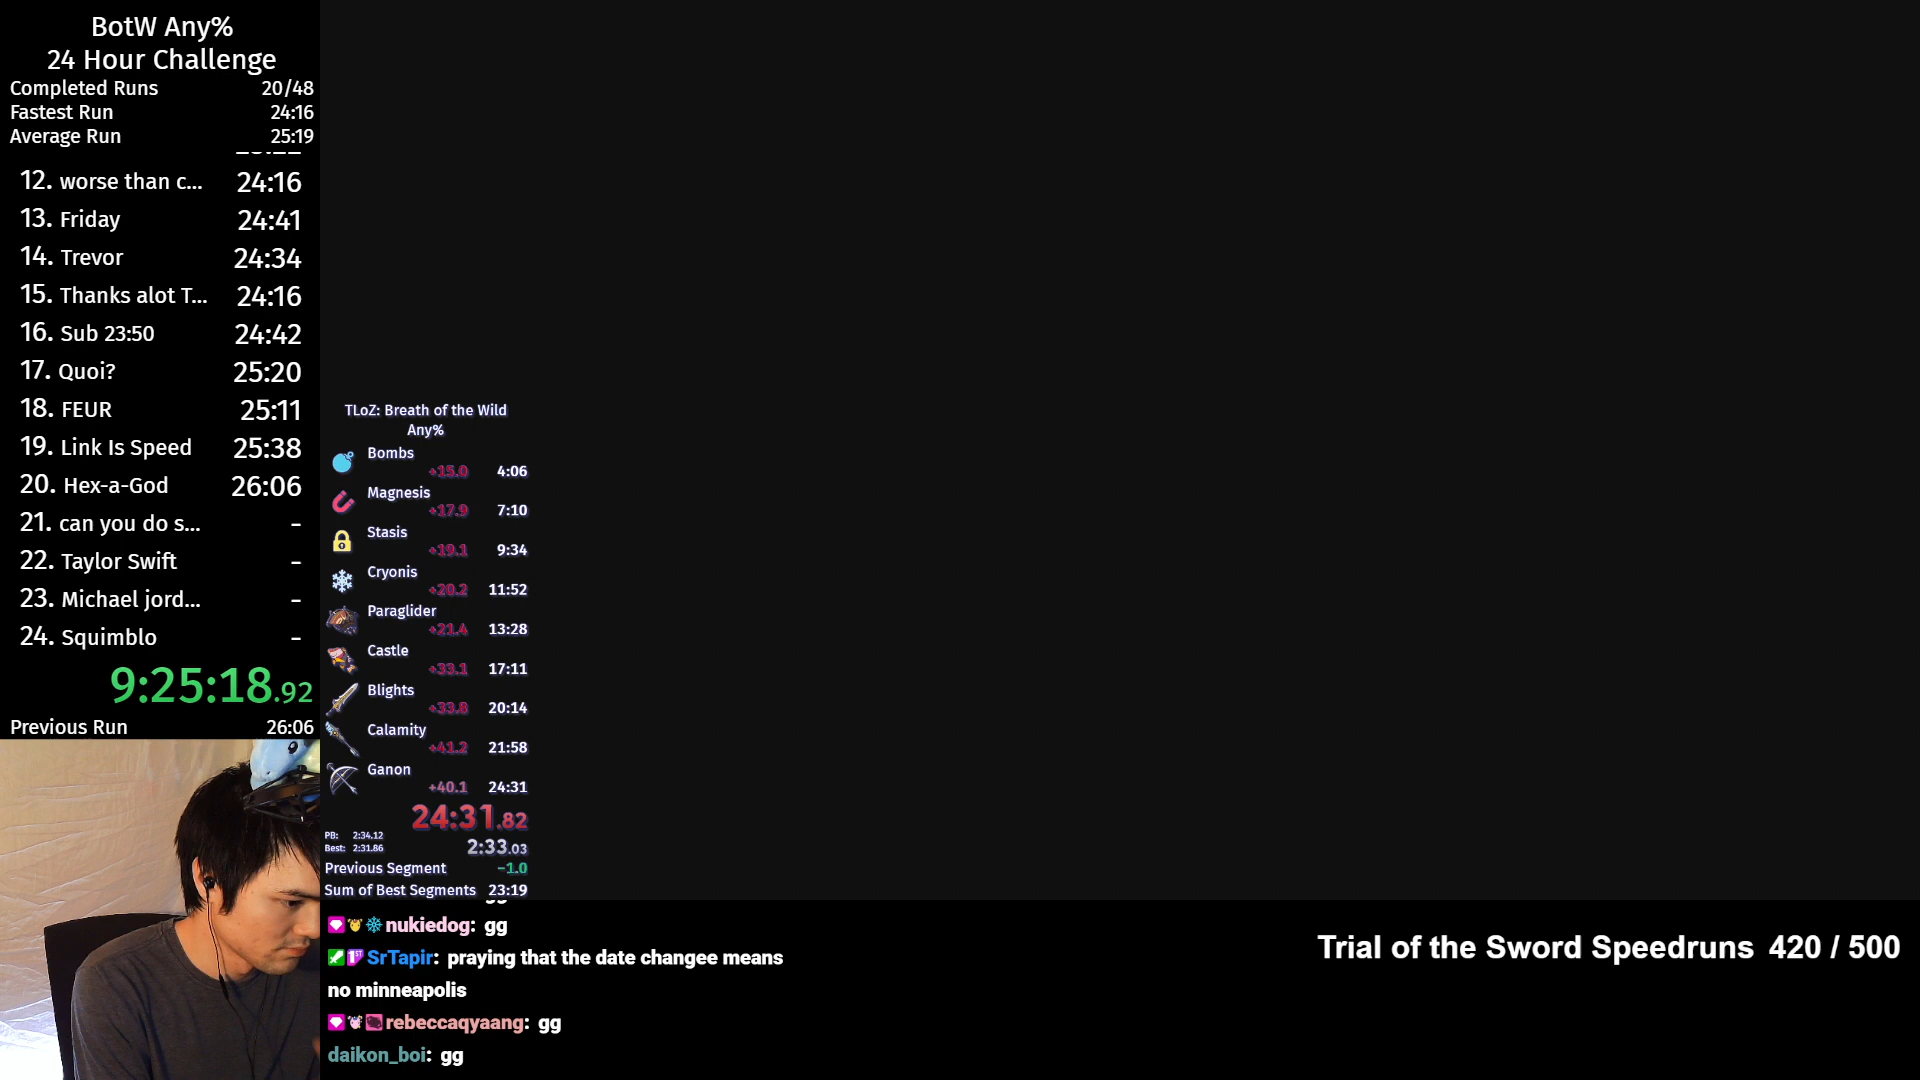 BotW Any%
24 Hour Challenge
Completed Runs 20/48
Fastest Run 24:16
Average Run 25:19
12. worse than c... 24:16
13. Friday 24:41
14. Trevor 24:34
15. Thanks alot T... 24:16
16. Sub 23:50 24:42
17. Quoi? 25:20
18. FEUR 25:11
19. Link Is Speed 25:38
20. Hex-a-God 26:06
21. can you do s... -
22. Taylor Swift -
23. Michael jord... -
24. Squimblo -
9:25:18.92
Previous Run 26:06
TLoZ: Breath of the Wild
Any%
Bombs
+15.0 4:06
Magnesis
+17.9 7:10
Stasis
+19.1 9:34
Cryonis
+20.2 11:52
Paraglider
+21.4 13:28
Castle
+33.1 17:11
Blights
+33.8 20:14
Calamity
+41.2 21:58
Ganon
+40.1 24:31
24:31.82
PB: 2:34.12
Best: 2:31.86
2:33.03
Previous Segment −1.0
Sum of Best Segments 23:19
nukiedog: gg
SrTapir: praying that the date changee means
no minneapolis
rebeccaqyaang: gg
daikon_boi: gg
Trial of the Sword Speedruns 420 / 500